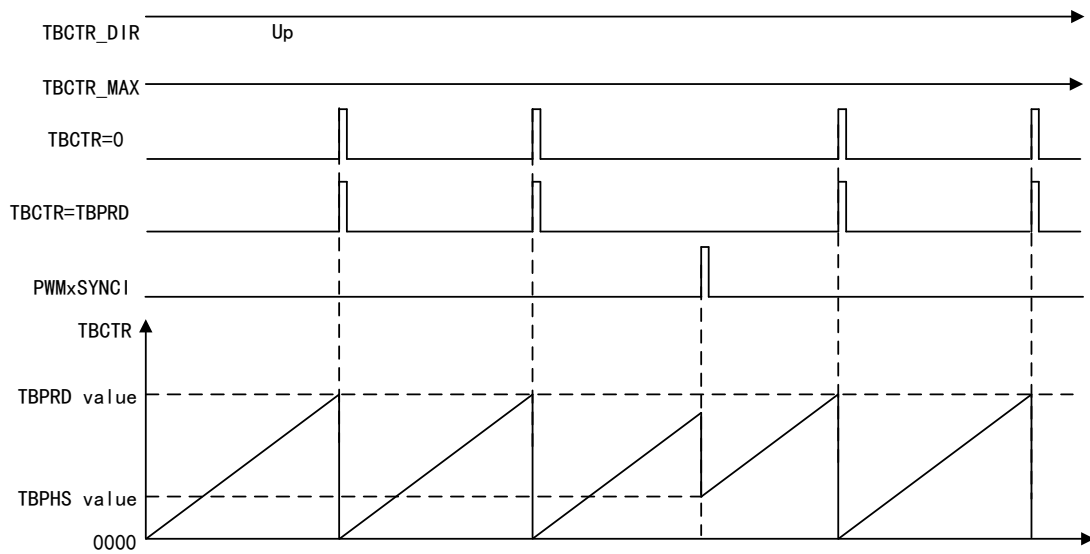 TBCTR_DIR
Up
TBCTR_MAX
TBCTR=0
TBCTR=TBPRD
PWMxSYNCI
TBCTR
TBPRD value
TBPHS value
0000